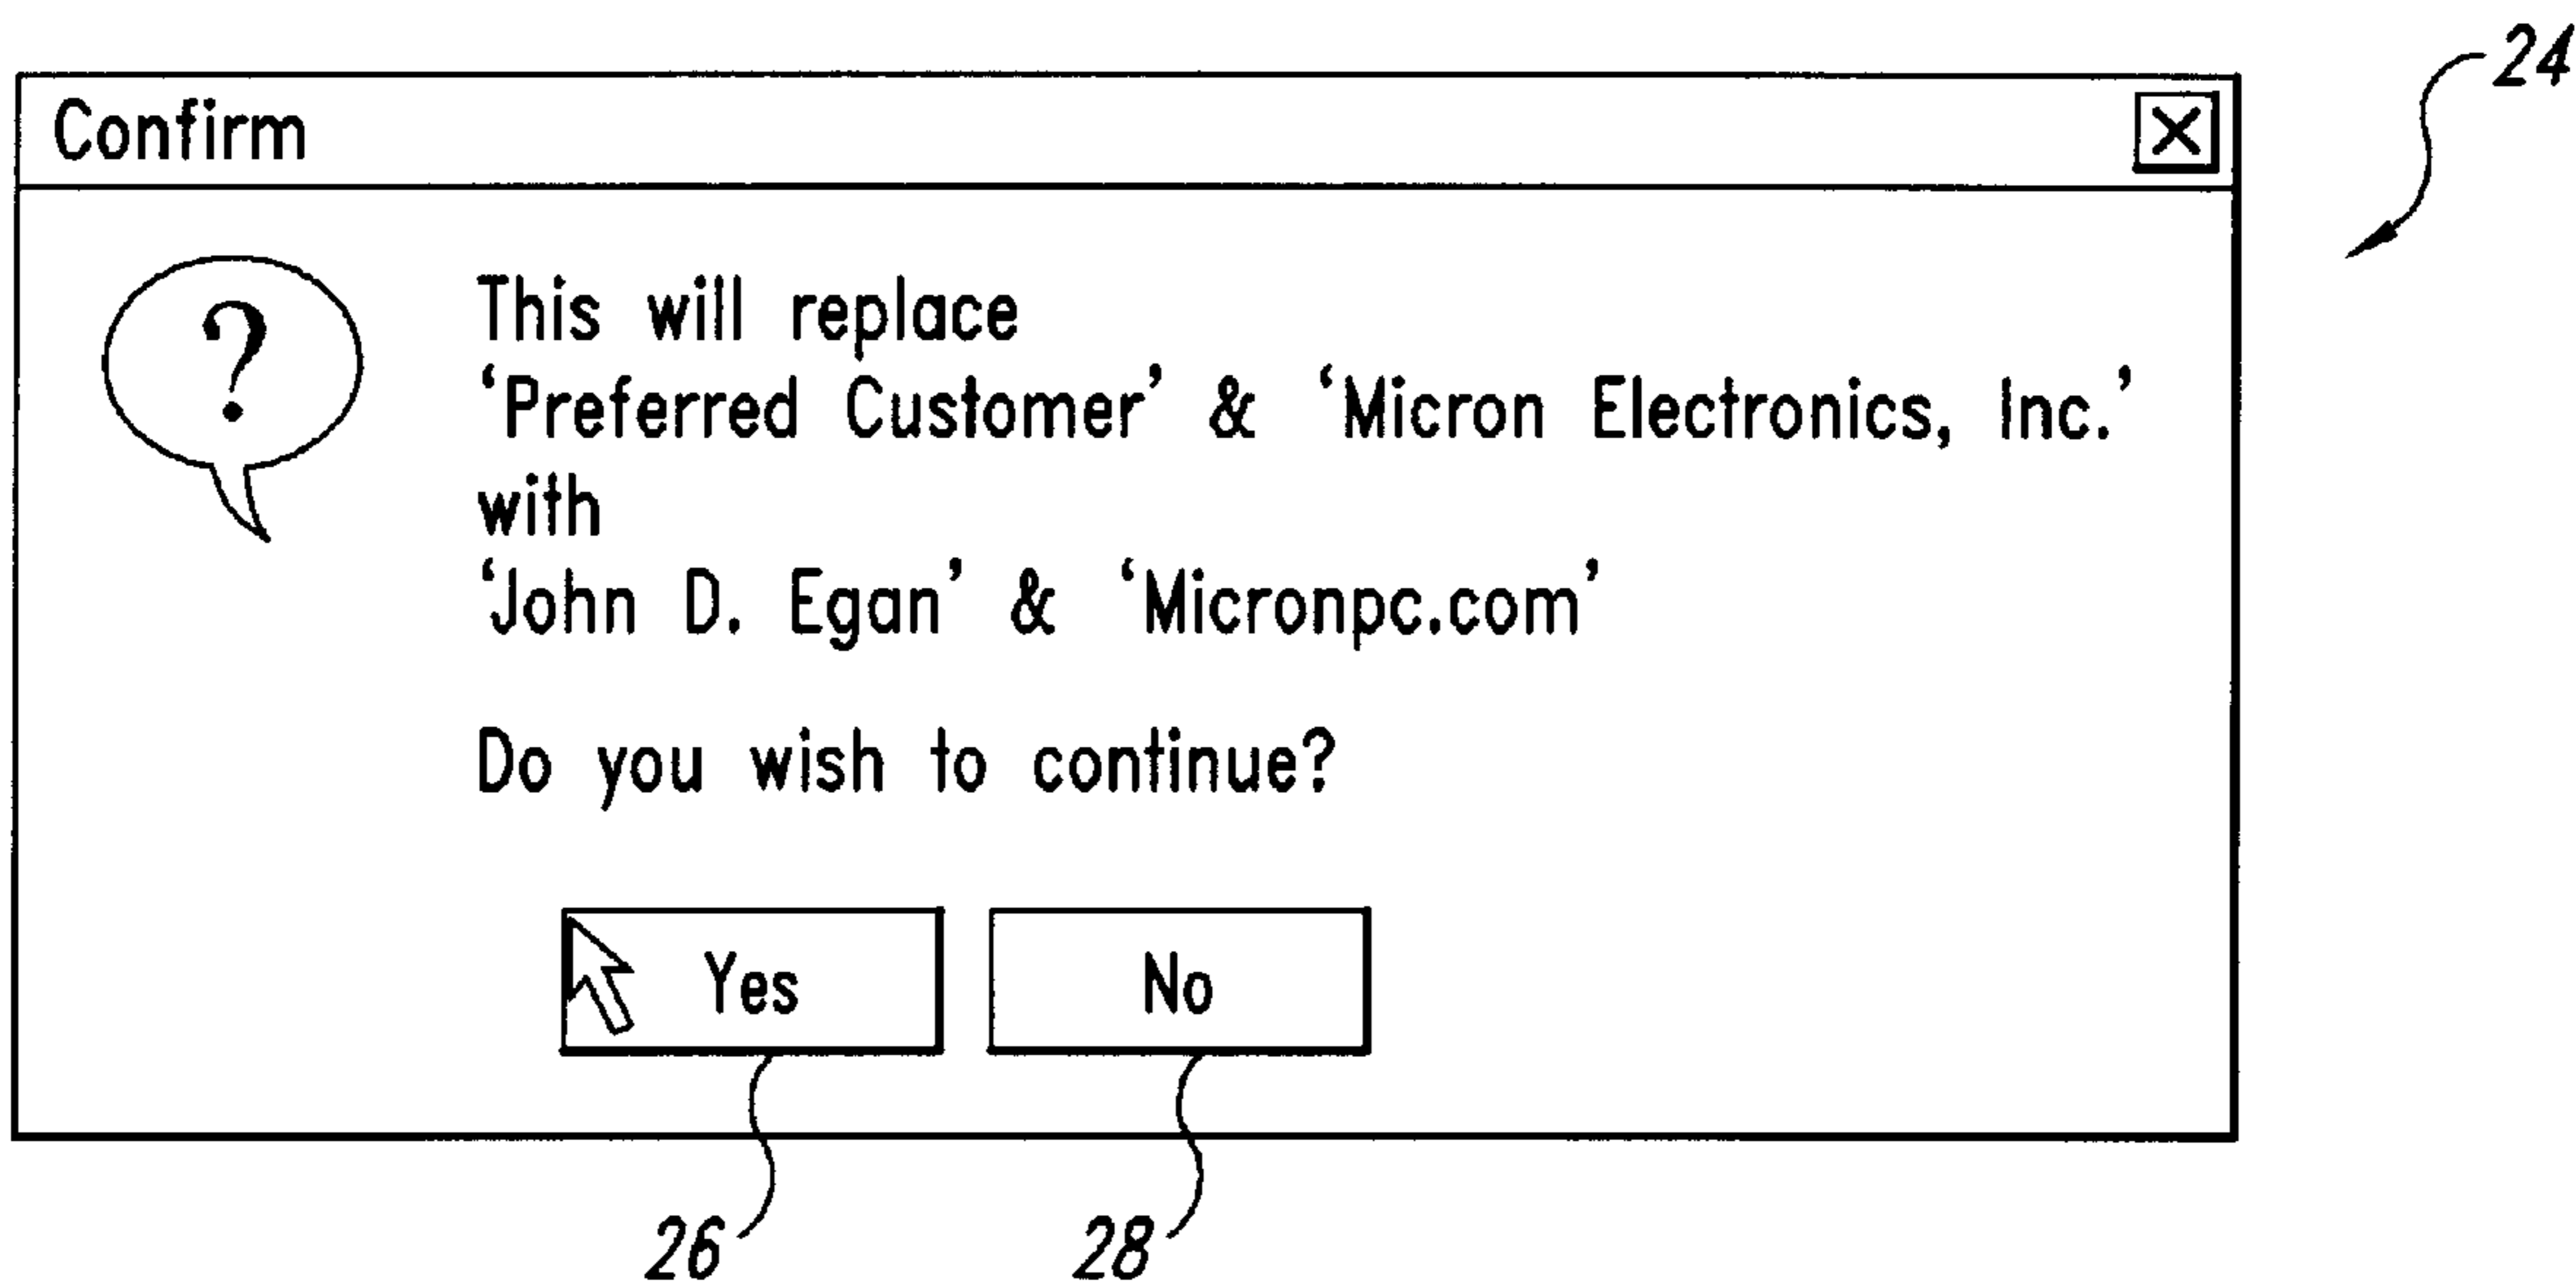 24
Confirm
?
This will replace
‘Preferred Customer’ & ‘Micron Electronics, Inc.’
with
‘John D. Egan’ & ‘Micronpc.com’
Do you wish to continue?
Yes No
26 28